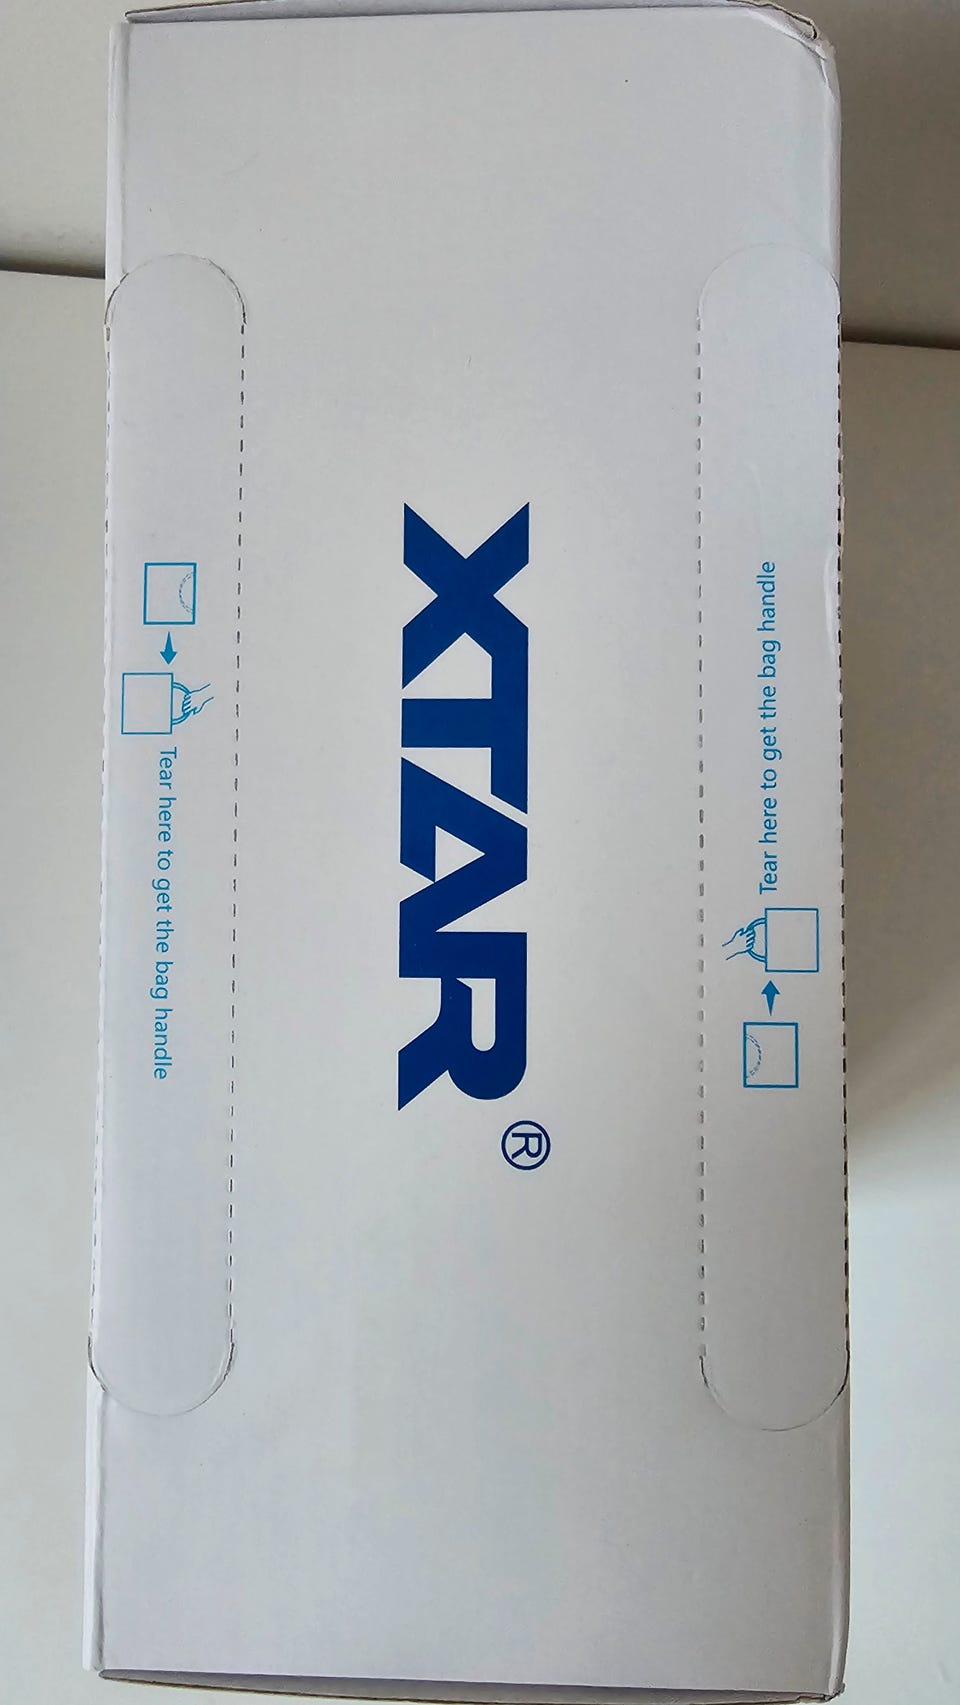 Tear here to get the bag handle
XTAR®
Tear here to get the bag handle